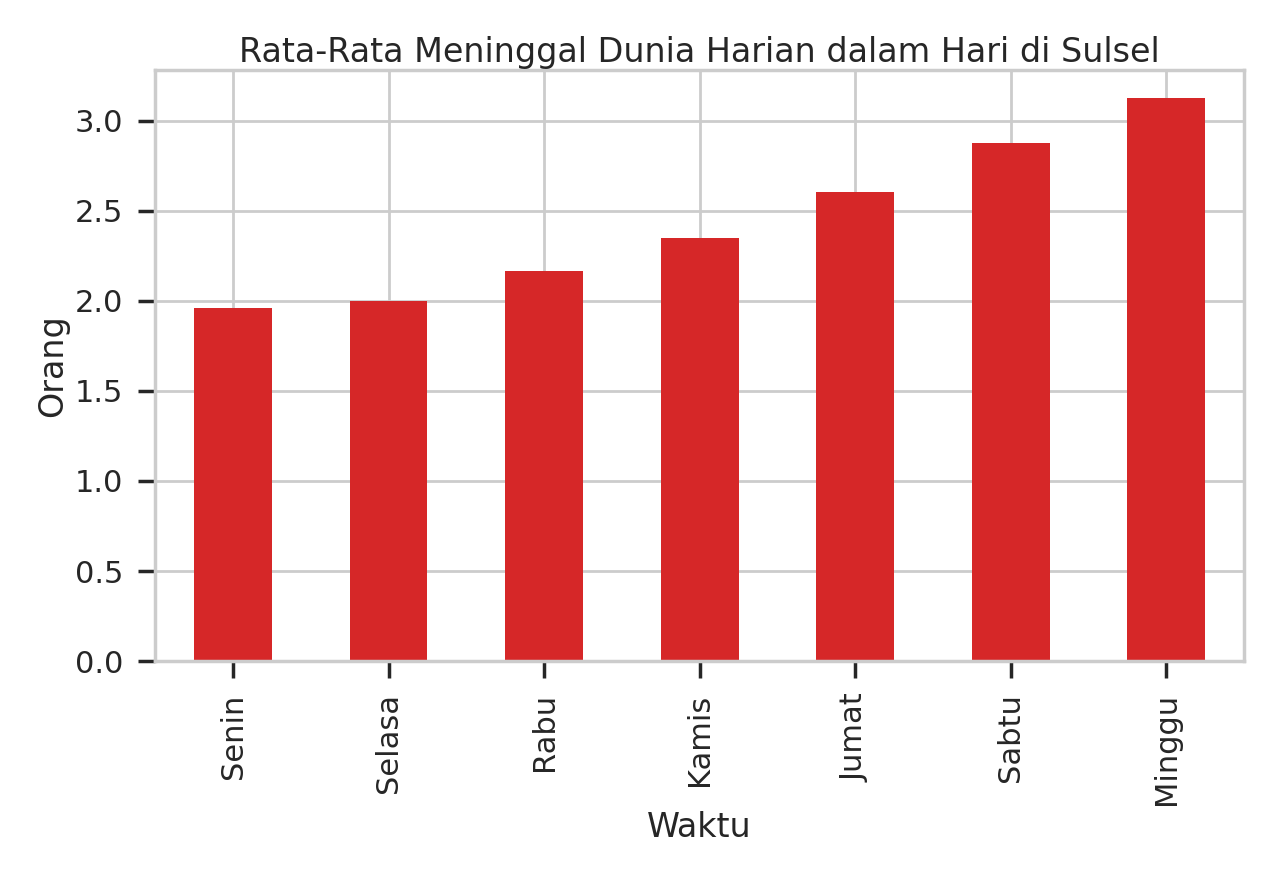 Rata-Rata Meninggal Dunia Harian dalam Hari di Sulsel
3.0
2.5
2.0
1.5
1.0
0.5
0.0
Orang
Senin
Selasa
Rabu
Kamis
Jumat
Sabtu
Minggu
Waktu